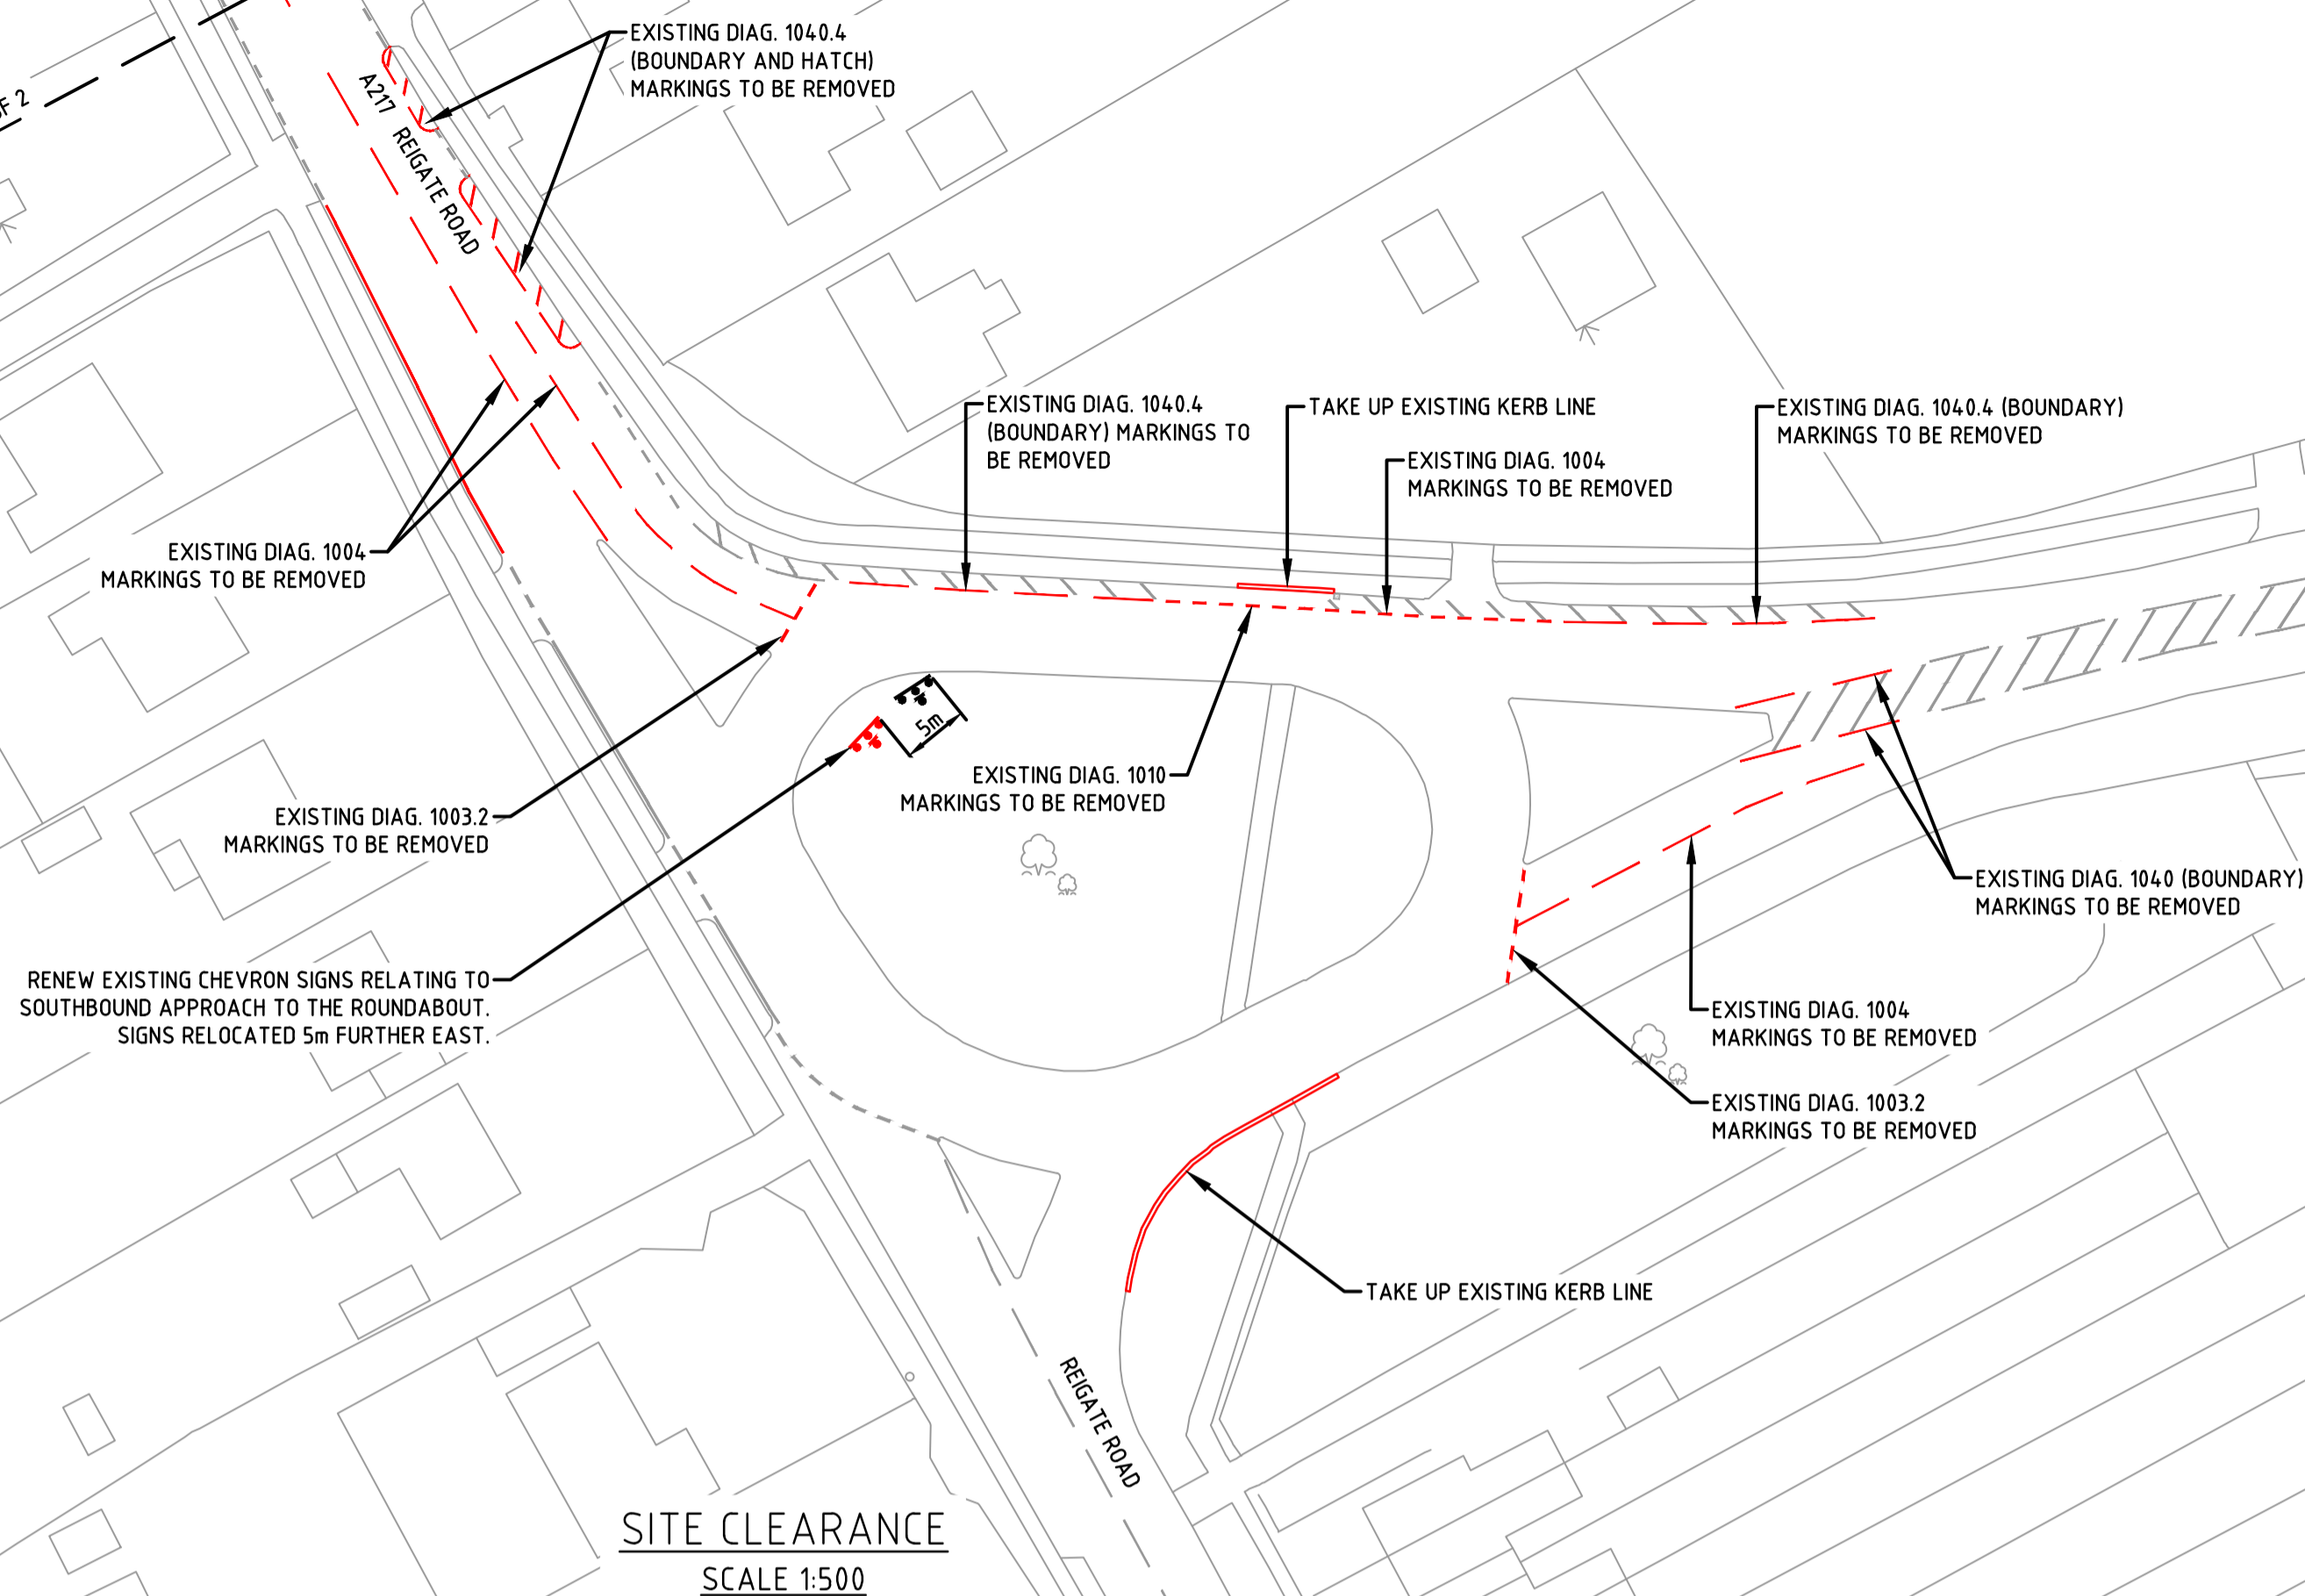 EXISTING DIAG. 1040.4
(BOUNDARY AND HATCH)
MARKINGS TO BE REMOVED
F 2
A217 REIGATE ROAD
EXISTING DIAG. 1040.4
(BOUNDARY) MARKINGS TO
BE REMOVED
TAKE UP EXISTING KERB LINE
EXISTING DIAG. 1004
MARKINGS TO BE REMOVED
EXISTING DIAG. 1040.4 (BOUNDARY)
MARKINGS TO BE REMOVED
EXISTING DIAG. 1004
MARKINGS TO BE REMOVED
5m
EXISTING DIAG. 1010
MARKINGS TO BE REMOVED
EXISTING DIAG. 1003.2
MARKINGS TO BE REMOVED
EXISTING DIAG. 1040 (BOUNDARY)
MARKINGS TO BE REMOVED
RENEW EXISTING CHEVRON SIGNS RELATING TO
SOUTHBOUND APPROACH TO THE ROUNDABOUT.
SIGNS RELOCATED 5m FURTHER EAST.
EXISTING DIAG. 1004
MARKINGS TO BE REMOVED
EXISTING DIAG. 1003.2
MARKINGS TO BE REMOVED
TAKE UP EXISTING KERB LINE
REIGATE ROAD
SITE CLEARANCE
SCALE 1:500